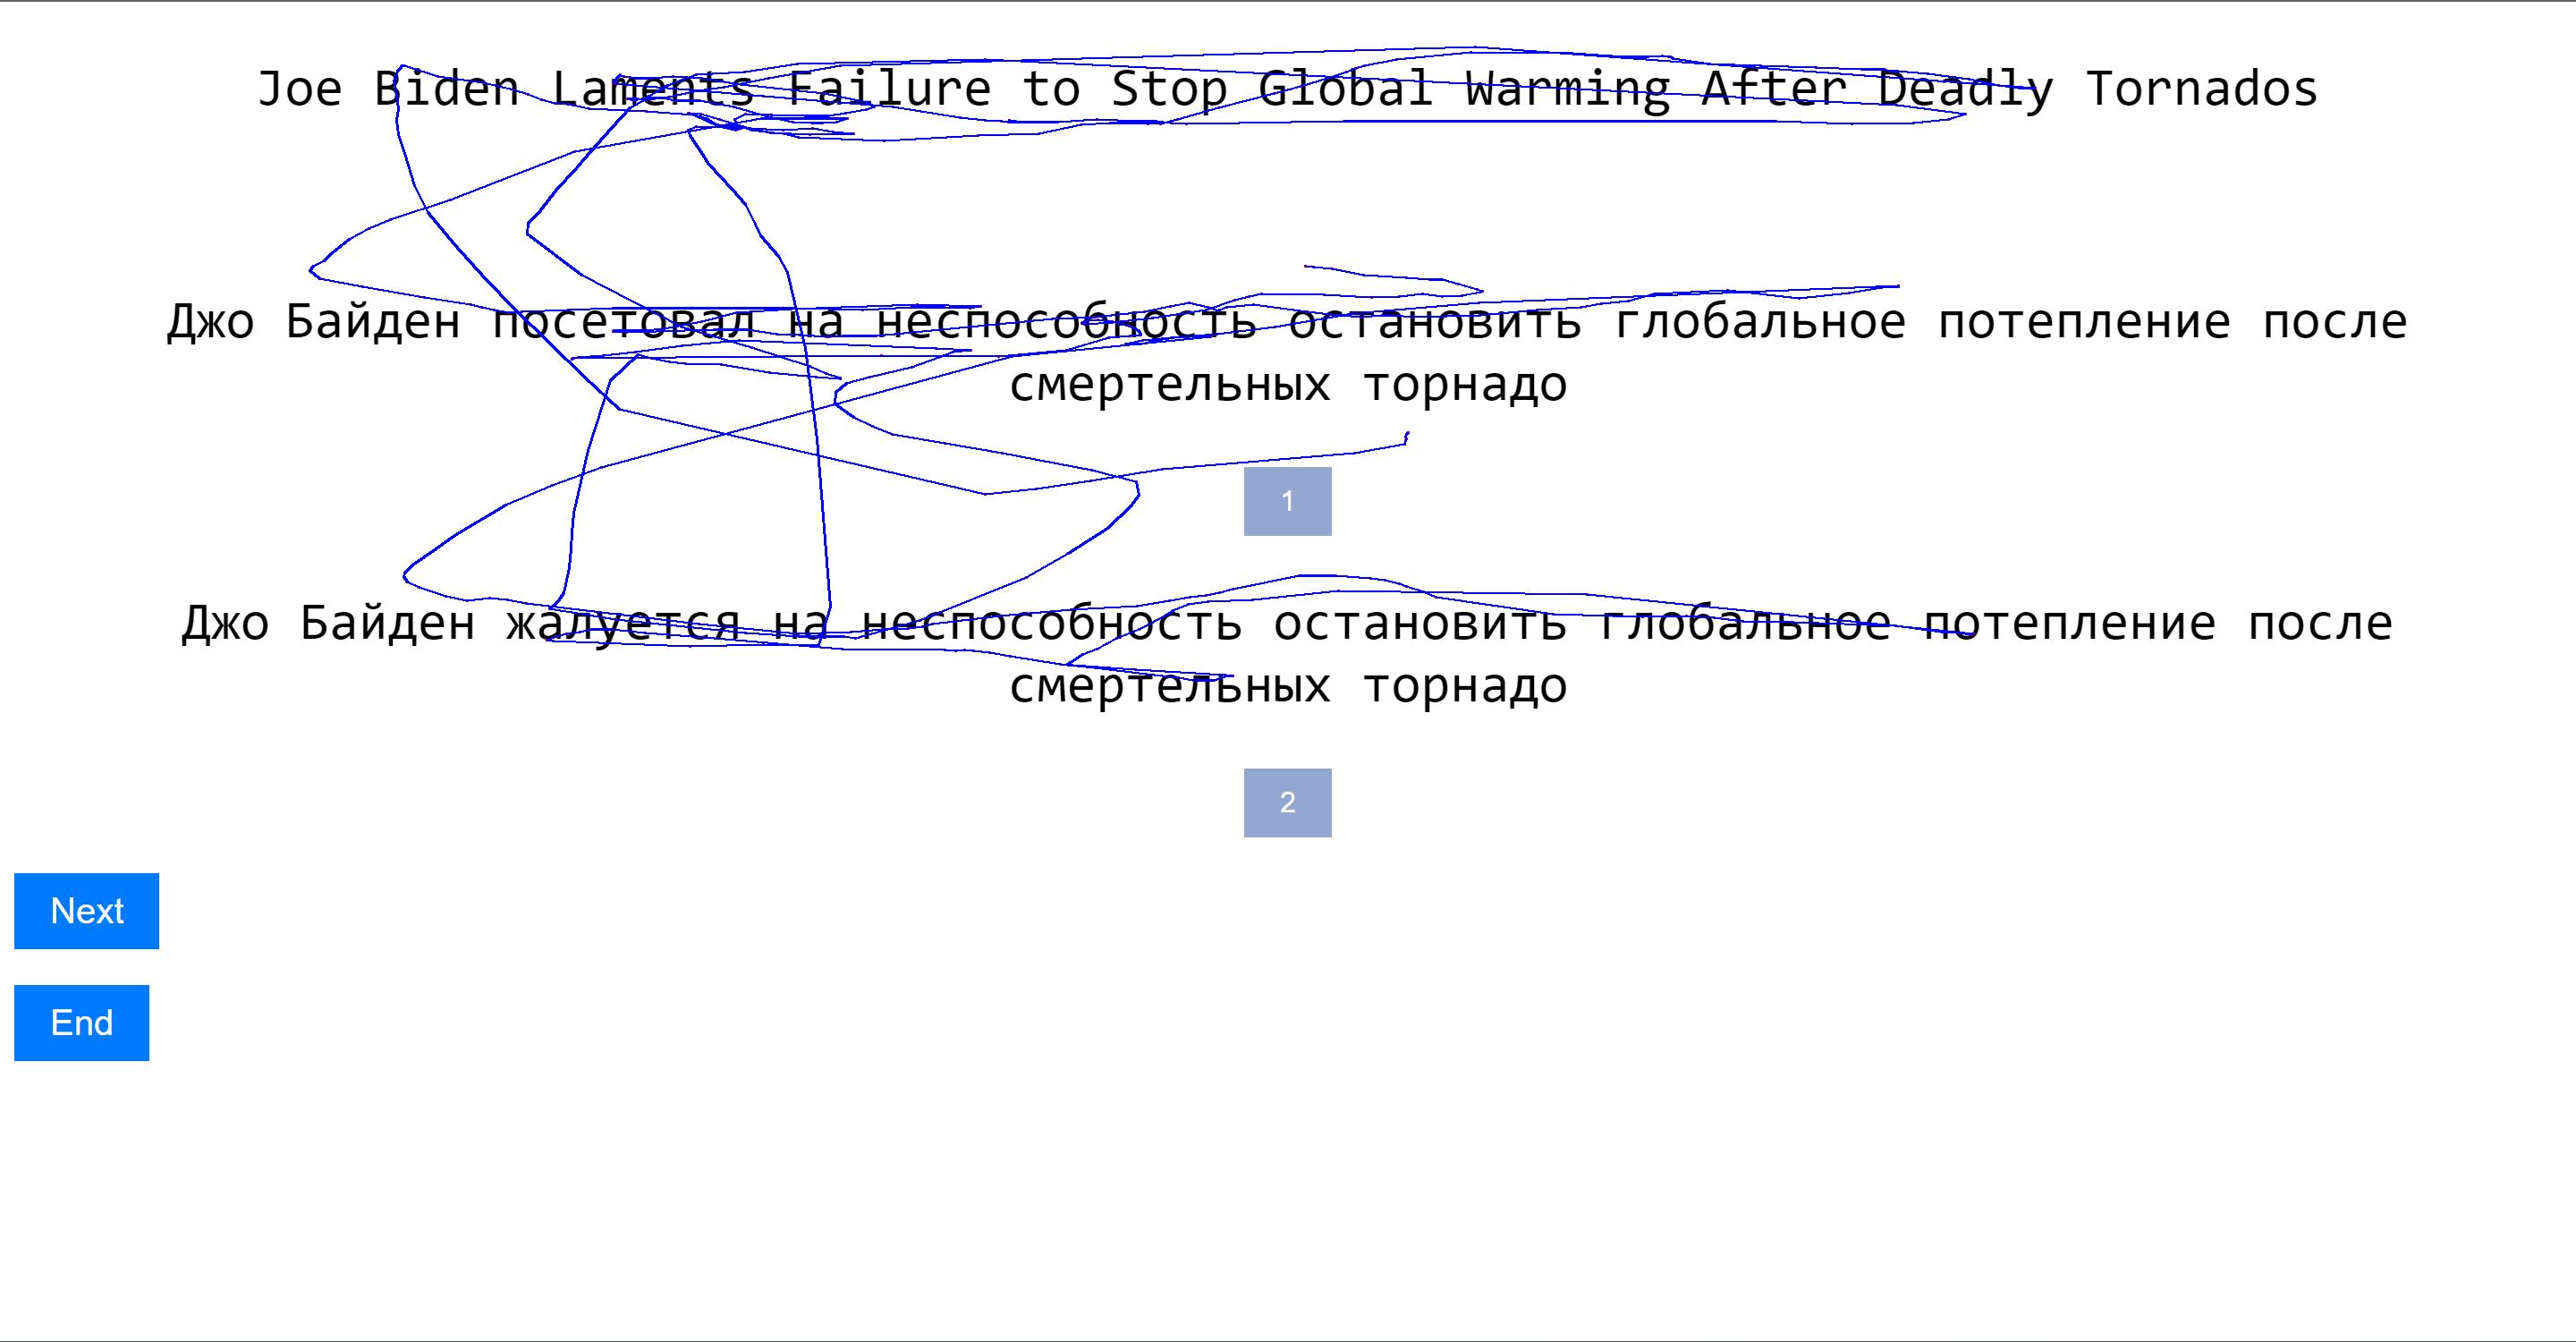 Joe Biden Laments Failure to Stop Global Warming After Deadly Tornados
Джо Байден посетовал на неспособность остановить глобальное потепление после
смертельных торнадо
1
Джо Байден жалуется на неспособность остановить глобальное потепление после
смертельных торнадо
2
Next
End